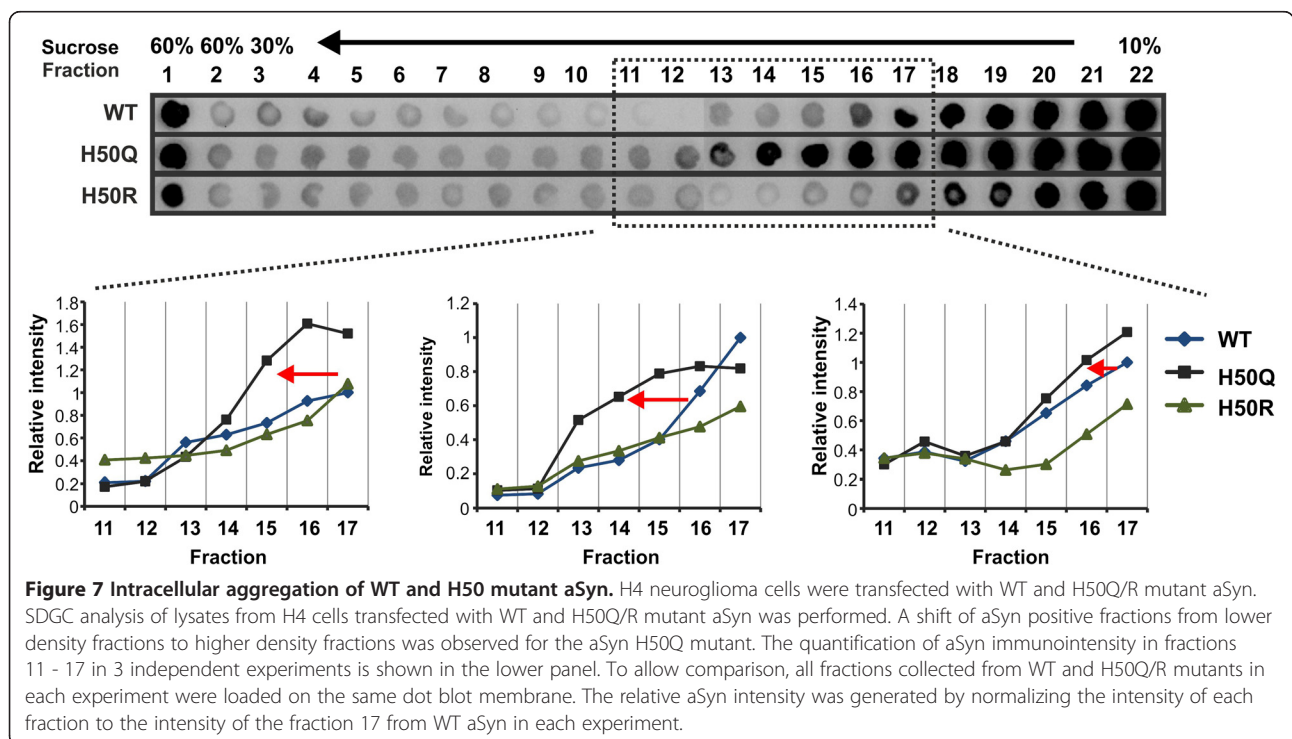 Sucrose 60% 60% 30% 10%
Fraction 1 2 3 4 5 6 7 8 9 10 11 12 13 14 15 16 17 18 19 20 21 22
WT
H50Q
H50R
Relative intensity
1.8
1.6
1.4
1.2
1
0.8
0.6
0.4
0.2
0
11 12 13 14 15 16 17
Fraction
Relative intensity
1.2
1
0.8
0.6
0.4
0.2
0
11 12 13 14 15 16 17
Fraction
Relative intensity
1.4
1.2
1
0.8
0.6
0.4
0.2
0
11 12 13 14 15 16 17
Fraction
WT
H50Q
H50R
Figure 7 Intracellular aggregation of WT and H50 mutant aSyn. H4 neuroglioma cells were transfected with WT and H50Q/R mutant aSyn.
SDGC analysis of lysates from H4 cells transfected with WT and H50Q/R mutant aSyn was performed. A shift of aSyn positive fractions from lower
density fractions to higher density fractions was observed for the aSyn H50Q mutant. The quantification of aSyn immunointensity in fractions
11 - 17 in 3 independent experiments is shown in the lower panel. To allow comparison, all fractions collected from WT and H50Q/R mutants in
each experiment were loaded on the same dot blot membrane. The relative aSyn intensity was generated by normalizing the intensity of each
fraction to the intensity of the fraction 17 from WT aSyn in each experiment.